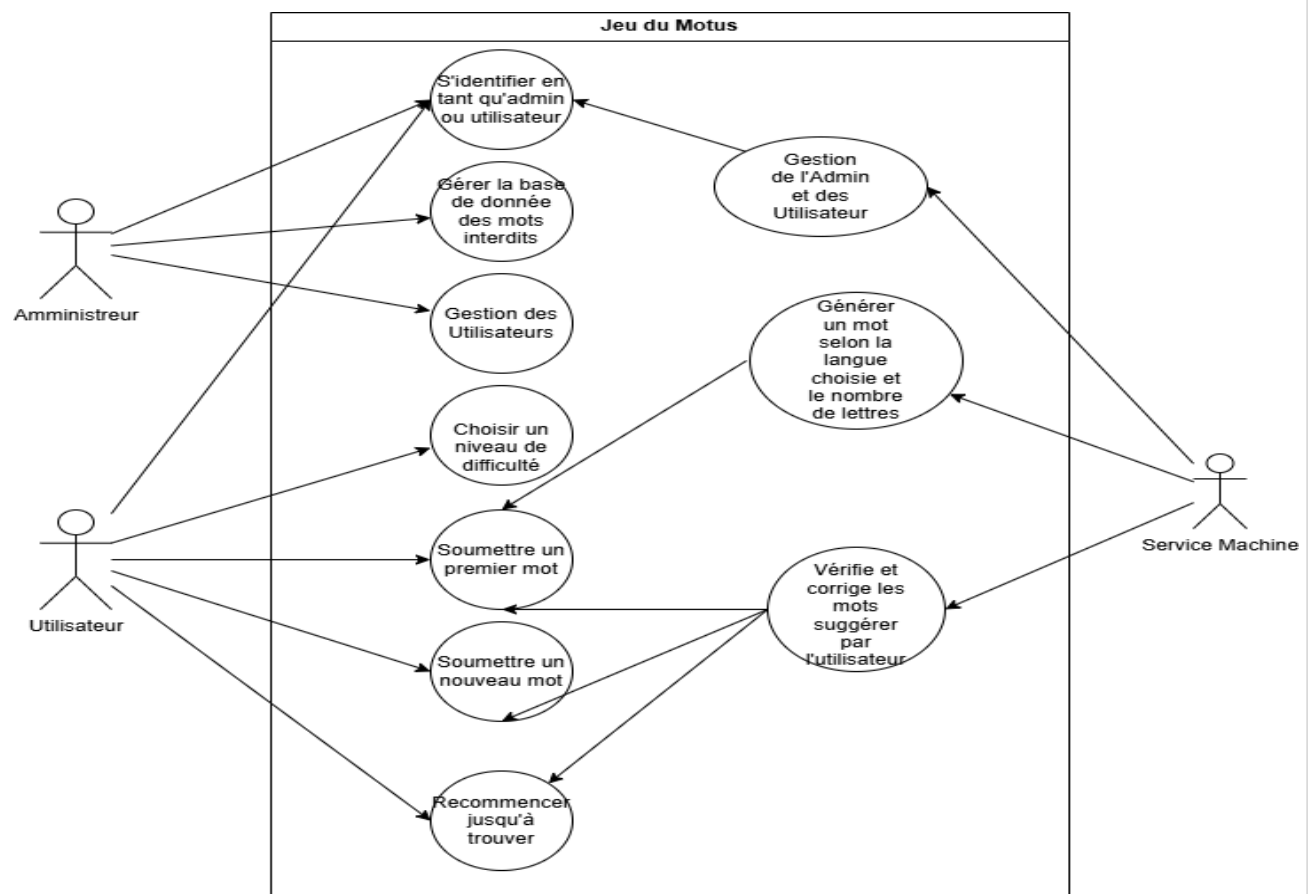 Jeu du Motus
S'identifier en
tant qu'admin
ou utilisateur
Gestion
de l'Admin
et des
Utilisateur
Gérer la base
de donnée
des mots
interdits
Amministreur
Gestion des
Utilisateurs
Générer
un mot
selon la
langue
choisie et
le nombre
de lettres
Choisir un
niveau de
difficulté
Service Machine
Soumettre un
premier mot
Utilisateur
Vérifie et
corrige les
mots
suggérer
par
l'utilisateur
Soumettre un
nouveau mot
Recommencer
jusqu'à
trouver